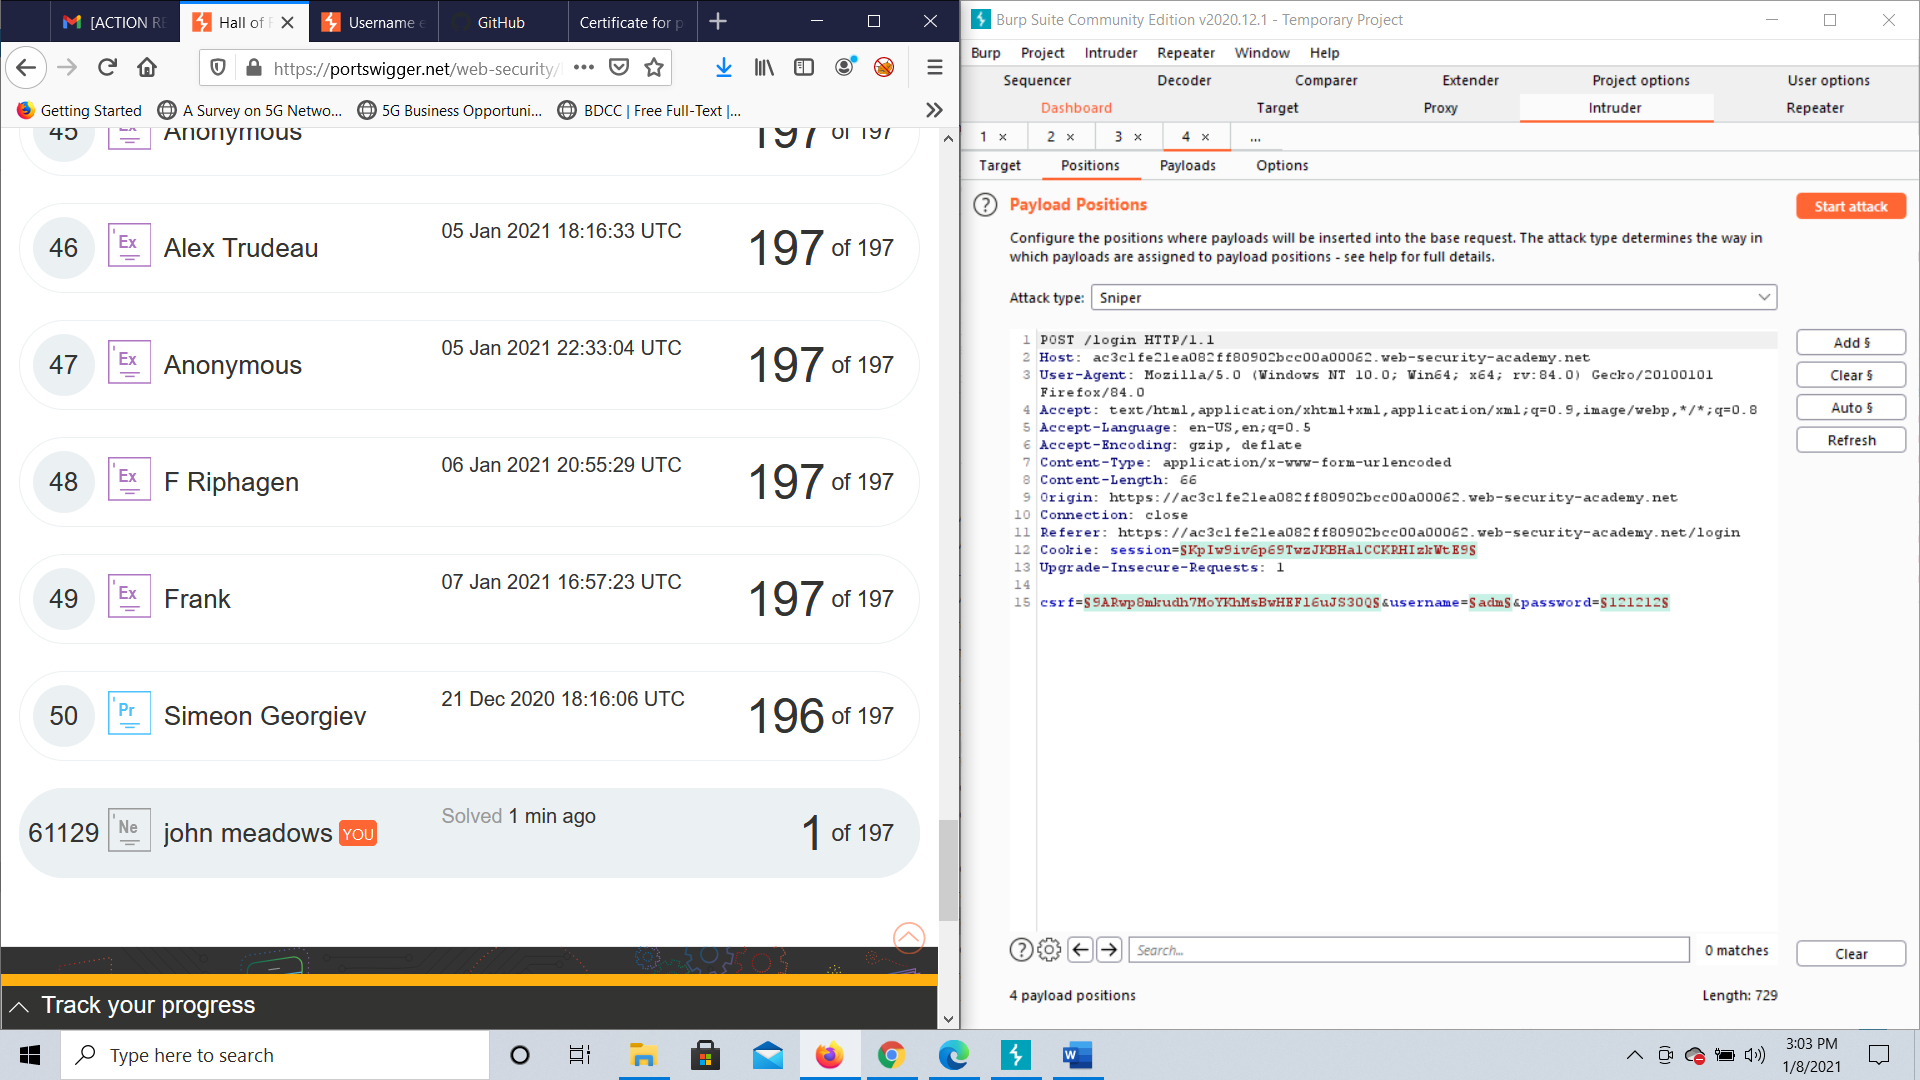 [ACTION RE
Hall of F
Username e
GitHub
Certificate for p
https://portswigger.net/web-security/
Getting Started
A Survey on 5G Netwo...
5G Business Opportuni...
BDCC | Free Full-Text |...
45 Ex Anonymous 197 of 197
46 Ex Alex Trudeau 05 Jan 2021 18:16:33 UTC 197 of 197
47 Ex Anonymous 05 Jan 2021 22:33:04 UTC 197 of 197
48 Ex F Riphagen 06 Jan 2021 20:55:29 UTC 197 of 197
49 Ex Frank 07 Jan 2021 16:57:23 UTC 197 of 197
50 Pr Simeon Georgiev 21 Dec 2020 18:16:06 UTC 196 of 197
61129 Ne john meadows YOU Solved 1 min ago 1 of 197
Track your progress
Burp Suite Community Edition v2020.12.1 - Temporary Project
Burp Project Intruder Repeater Window Help
Sequencer Decoder Comparer Extender Project options User options
Dashboard Target Proxy Intruder Repeater
1 × 2 × 3 × 4 × ...
Target Positions Payloads Options
? Payload Positions
Start attack
Configure the positions where payloads will be inserted into the base request. The attack type determines the way in
which payloads are assigned to payload positions - see help for full details.
Attack type: Sniper
1 POST /login HTTP/1.1
2 Host: ac3c1fe21ea082ff80902bcc00a00062.web-security-academy.net
3 User-Agent: Mozilla/5.0 (Windows NT 10.0; Win64; x64; rv:84.0) Gecko/20100101
Firefox/84.0
4 Accept: text/html,application/xhtml+xml,application/xml;q=0.9,image/webp,*/*;q=0.8
5 Accept-Language: en-US,en;q=0.5
6 Accept-Encoding: gzip, deflate
7 Content-Type: application/x-www-form-urlencoded
8 Content-Length: 66
9 Origin: https://ac3c1fe21ea082ff80902bcc00a00062.web-security-academy.net
10 Connection: close
11 Referer: https://ac3c1fe21ea082ff80902bcc00a00062.web-security-academy.net/login
12 Cookie: session=§KpIw9iv6p69TwzJKBHalCCKRHIzkWtE9§
13 Upgrade-Insecure-Requests: 1
14
15 csrf=§9ARwp8mkudh7MoYKhMsBwHEFl6uJS30Q§&username=§adm§&password=§121212§
Add §
Clear §
Auto §
Refresh
? Search... 0 matches Clear
4 payload positions Length: 729
Type here to search
3:03 PM
1/8/2021